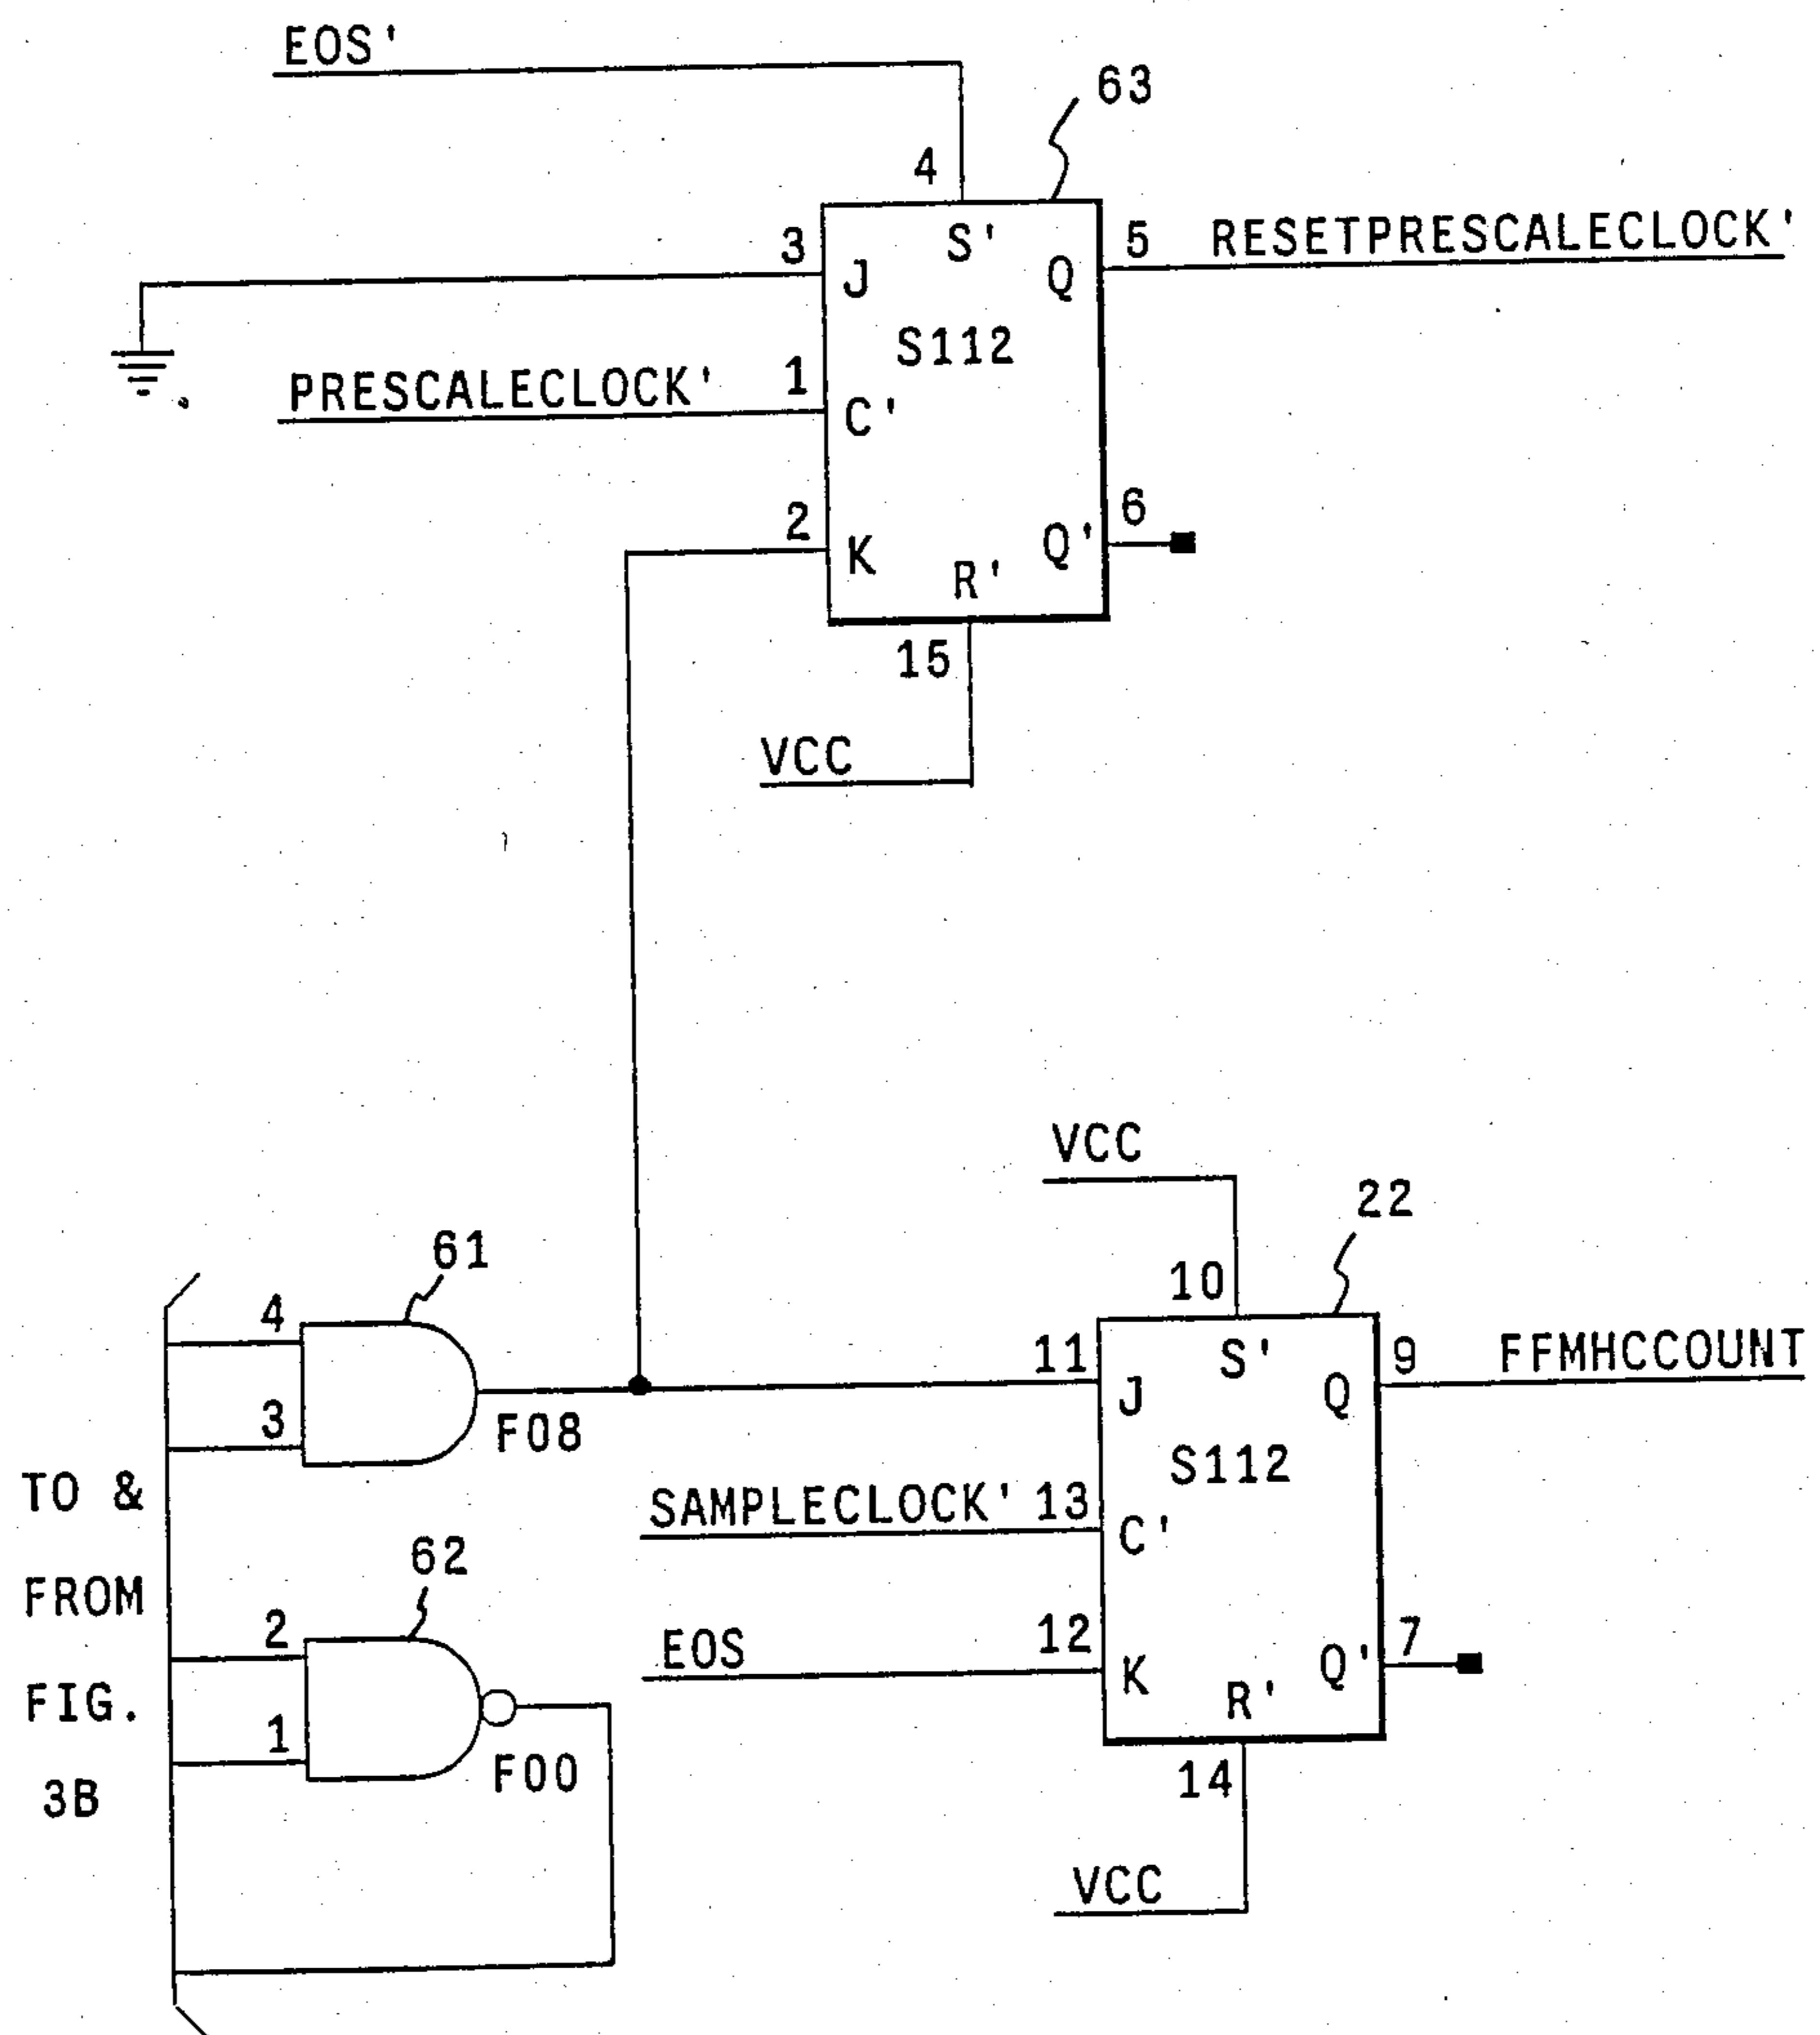 EOS'
63
4
3 S' 5 RESETPRESCALECLOCK'
J Q
S112
PRESCALECLOCK' 1
C'
2 6
K Q'
R'
15
VCC
VCC
22
61
10
4 11 S' 9 FFMHCCOUNT
J Q
3 F08
S112
TO & SAMPLECLOCK' 13
C'
62
FROM
2 EOS 12 7
K Q'
FIG. R'
1
F00 14
3B
VCC